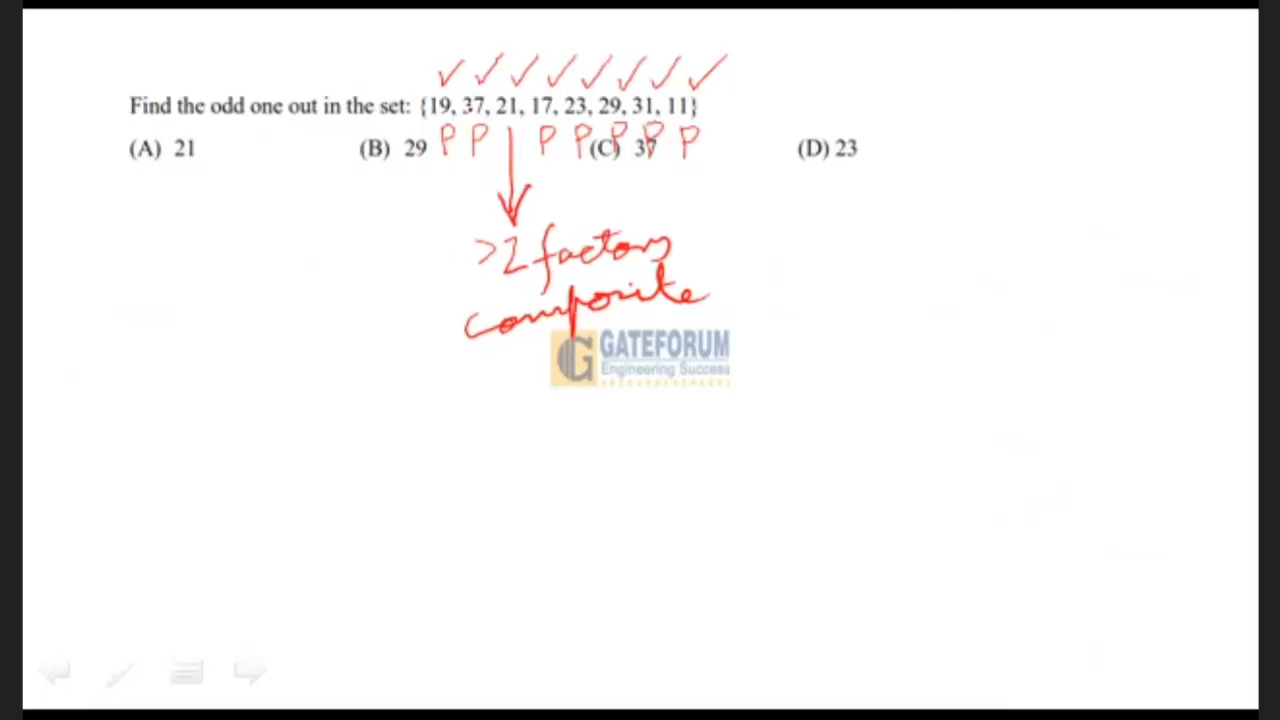 ✓ ✓ ✓ ✓ ✓ ✓ ✓ ✓
Find the odd one out in the set: {19, 37, 21, 17, 23, 29, 31, 11}
P P P P P P P
(A) 21 (B) 29 (C) 37 (D) 23
>2 factors
composite
G GATEFORUM
Engineering Success